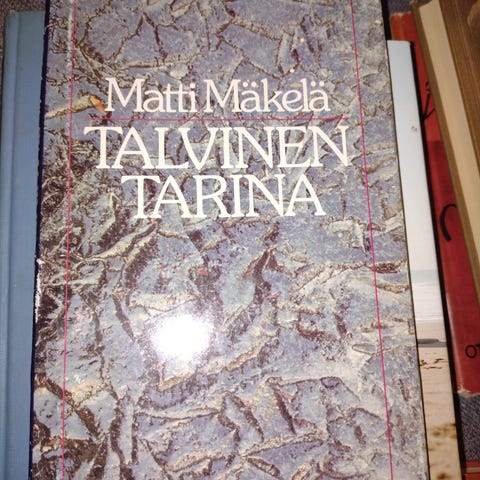 Matti Mäkelä
TALVINEN
TARINA